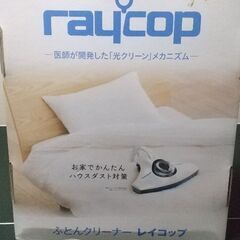 raycop
―医師が開発した「光クリーン」メカニズム―
お家でかんたん
ハウスダスト対策
ふとんクリーナー レイコップ